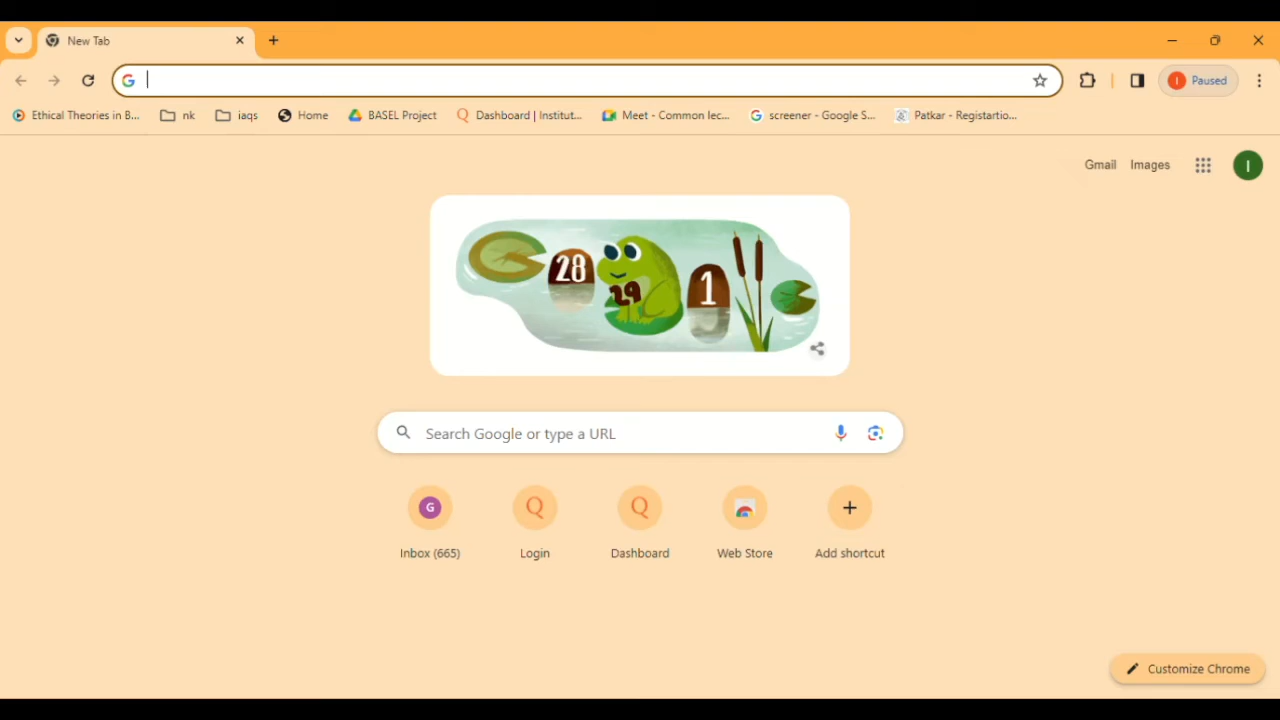 New Tab
Paused
Ethical Theories in B...
nk
iaqs
Home
BASEL Project
Dashboard | Institut...
Meet - Common lec...
screener - Google S...
Patkar - Registartio...
Gmail
Images
I
28
29
1
Search Google or type a URL
G
Q
Q
Inbox (665)
Login
Dashboard
Web Store
Add shortcut
Customize Chrome